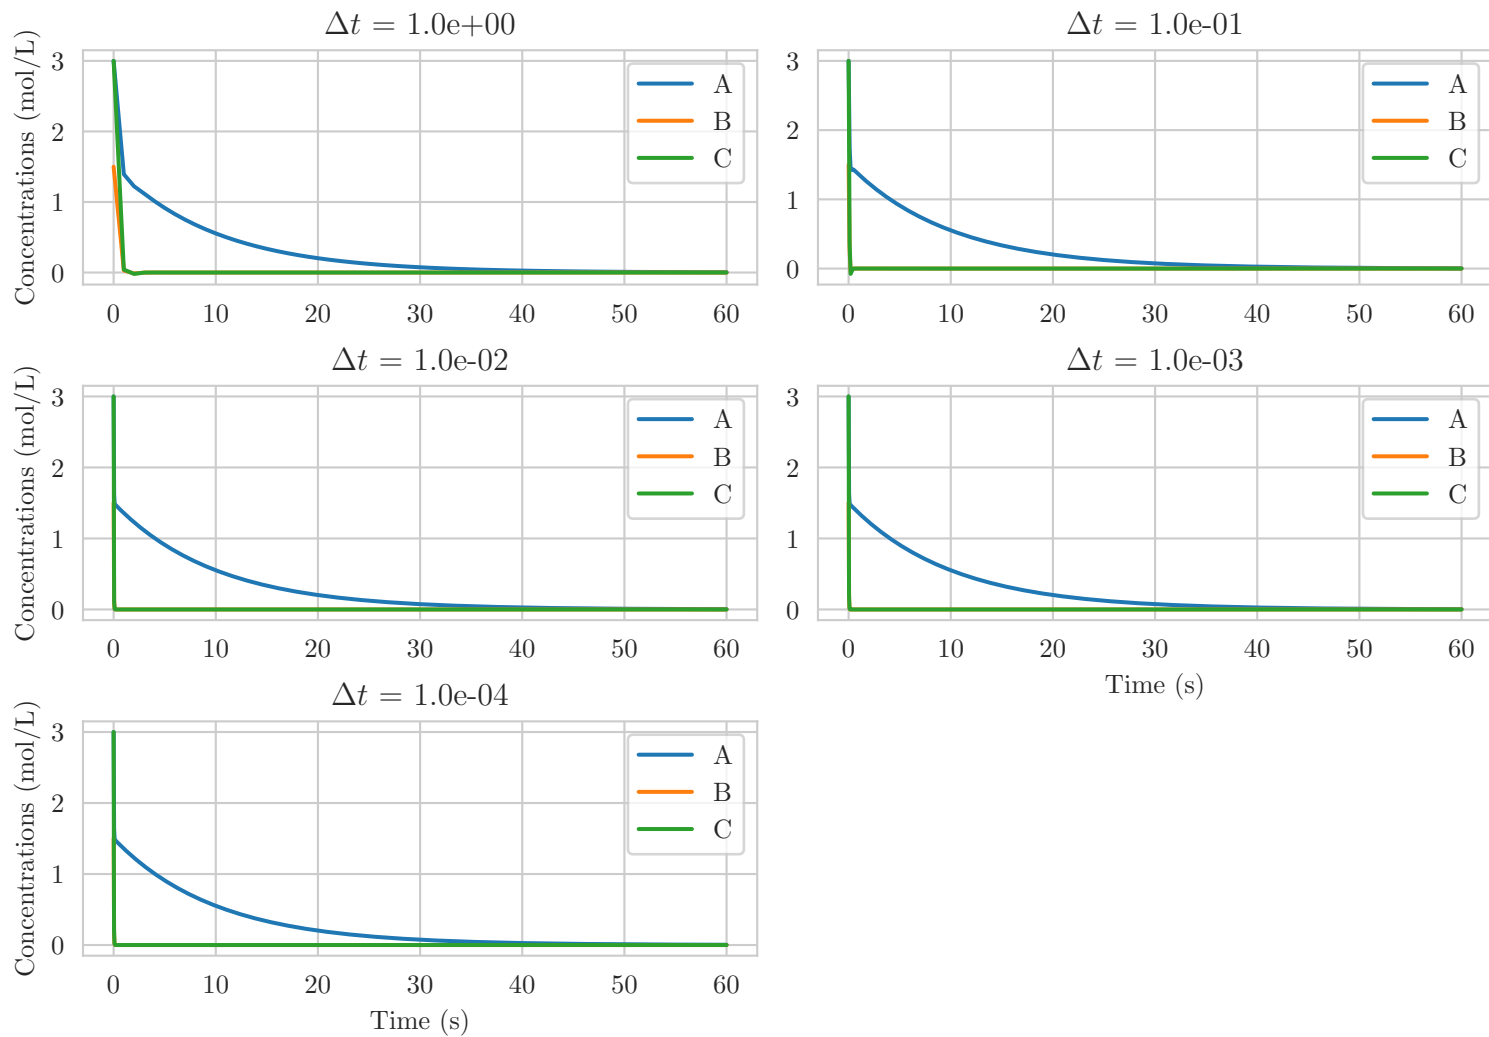 Δt = 1.0e+00
Concentrations (mol/L)
3
2
1
0
A
B
C
0 10 20 30 40 50 60
Δt = 1.0e-01
3
2
1
0
A
B
C
0 10 20 30 40 50 60
Δt = 1.0e-02
Concentrations (mol/L)
3
2
1
0
A
B
C
0 10 20 30 40 50 60
Δt = 1.0e-03
3
2
1
0
A
B
C
0 10 20 30 40 50 60
Time (s)
Δt = 1.0e-04
Concentrations (mol/L)
3
2
1
0
A
B
C
0 10 20 30 40 50 60
Time (s)